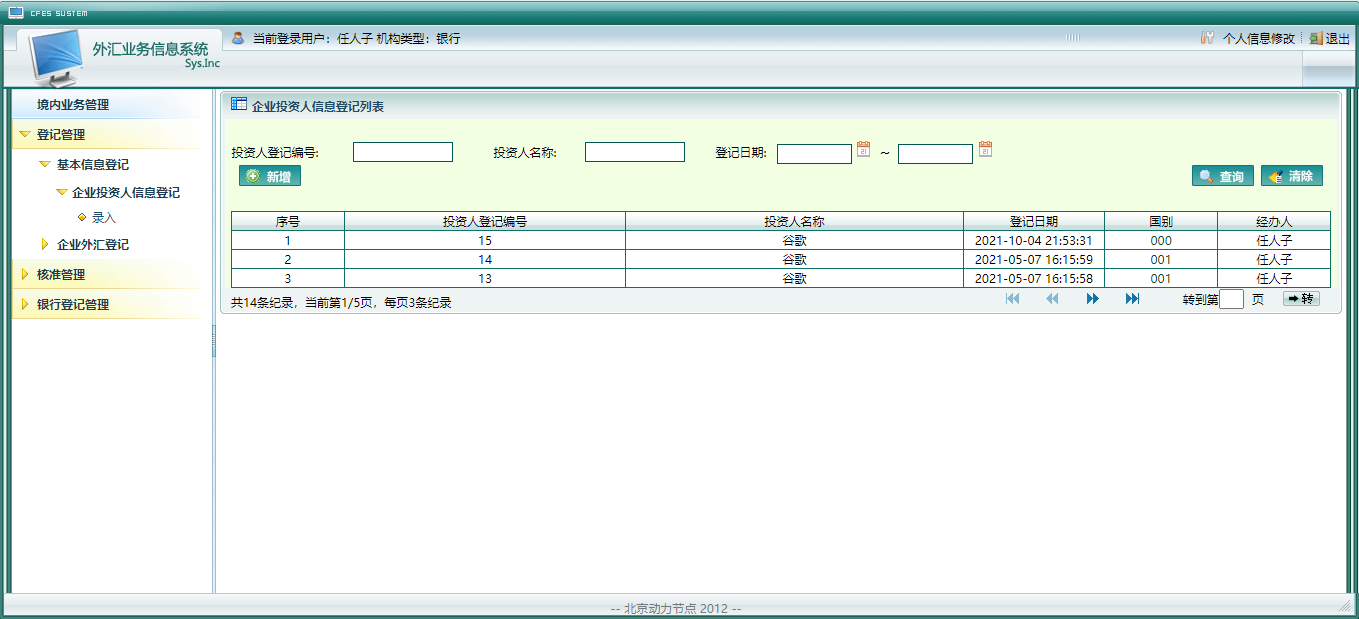 CFES SUSTEM
外汇业务信息系统
Sys.Inc
当前登录用户：任人子 机构类型：银行
个人信息修改
退出
境内业务管理
登记管理
基本信息登记
企业投资人信息登记
录入
企业外汇登记
核准管理
银行登记管理
企业投资人信息登记列表
投资人登记编号: 投资人名称: 登记日期: ~
新增 查询 清除
序号 投资人登记编号 投资人名称 登记日期 国别 经办人
1 15 谷歌 2021-10-04 21:53:31 000 任人子
2 14 谷歌 2021-05-07 16:15:59 001 任人子
3 13 谷歌 2021-05-07 16:15:58 001 任人子
共14条纪录，当前第1/5页，每页3条纪录 转到第 页 转
-- 北京动力节点 2012 --